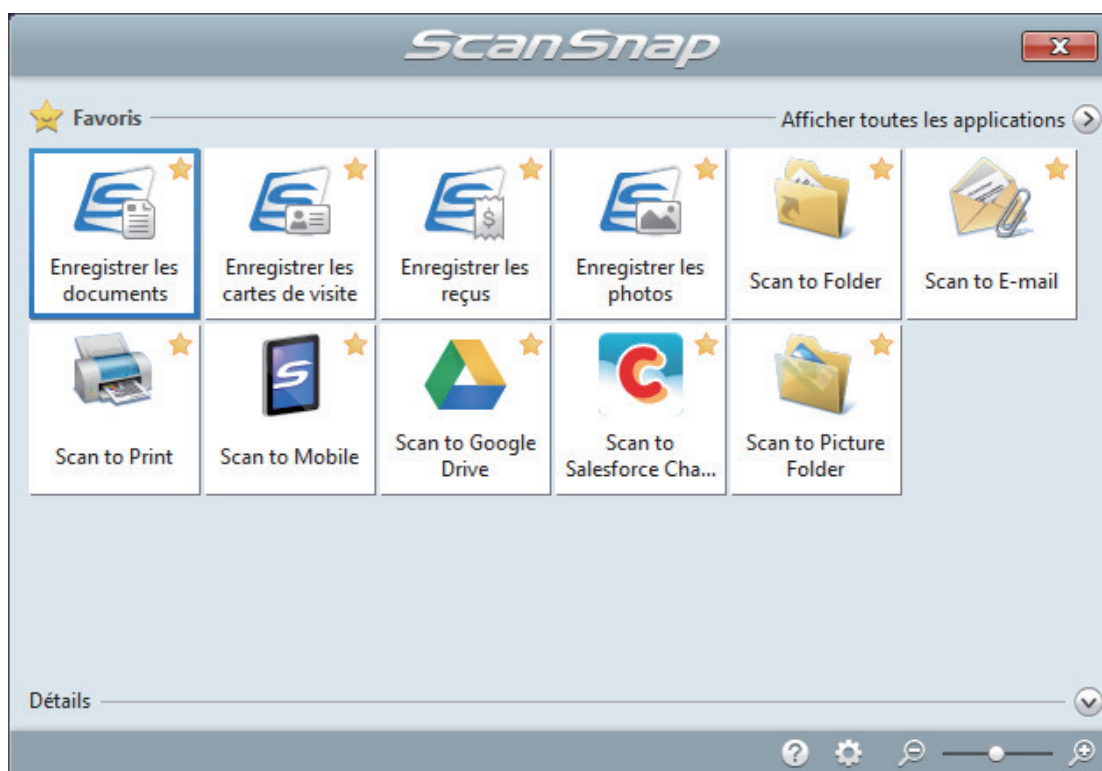 ScanSnap
Favoris
Afficher toutes les applications
Enregistrer les
documents
Enregistrer les
cartes de visite
Enregistrer les
reçus
Enregistrer les
photos
Scan to Folder
Scan to E-mail
Scan to Print
Scan to Mobile
Scan to Google
Drive
Scan to
Salesforce Cha...
Scan to Picture
Folder
Détails